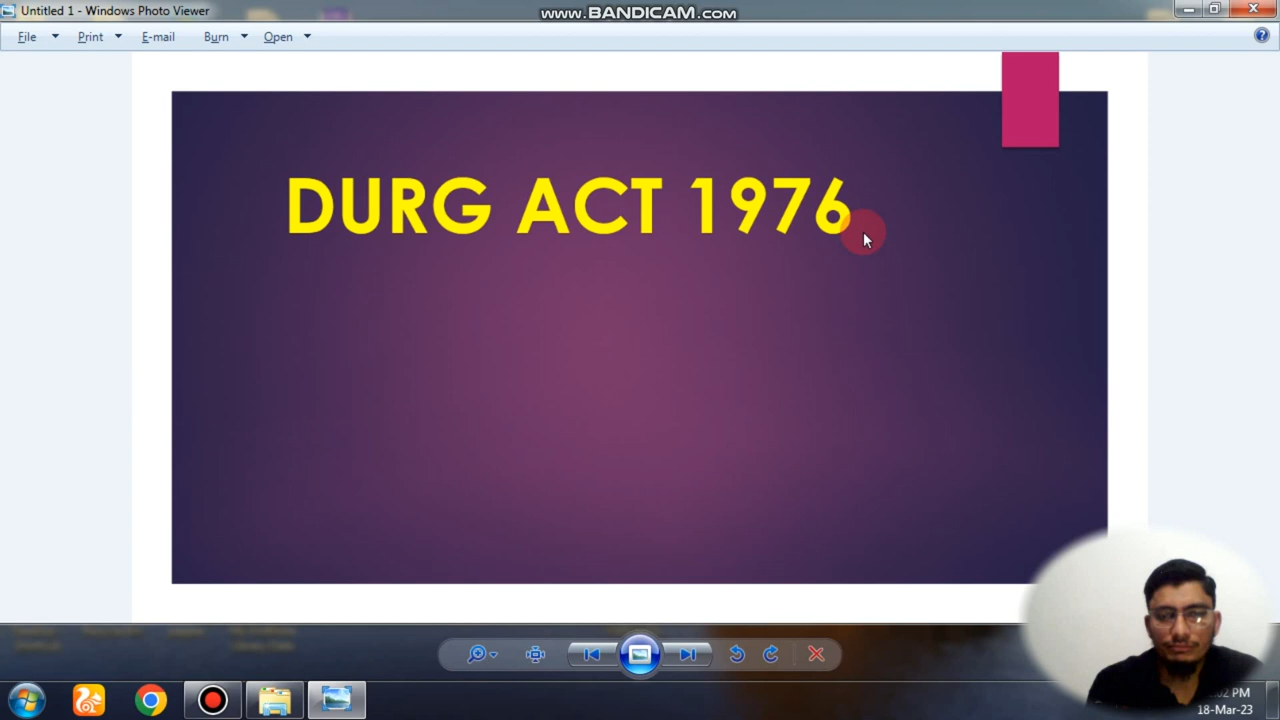 Untitled 1 - Windows Photo Viewer
www.BANDICAM.com
File Print E-mail Burn Open
DURG ACT 1976
02 PM
18-Mar-23